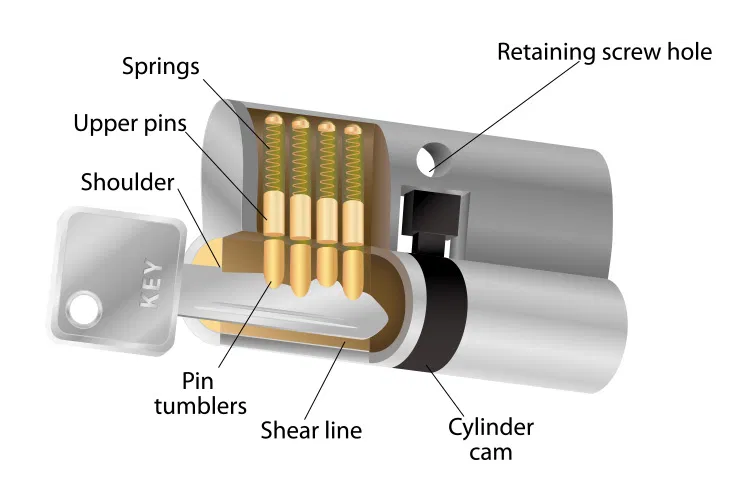 Retaining screw hole
Springs
Upper pins
Shoulder
KEY
Pin
tumblers
Shear line
Cylinder
cam